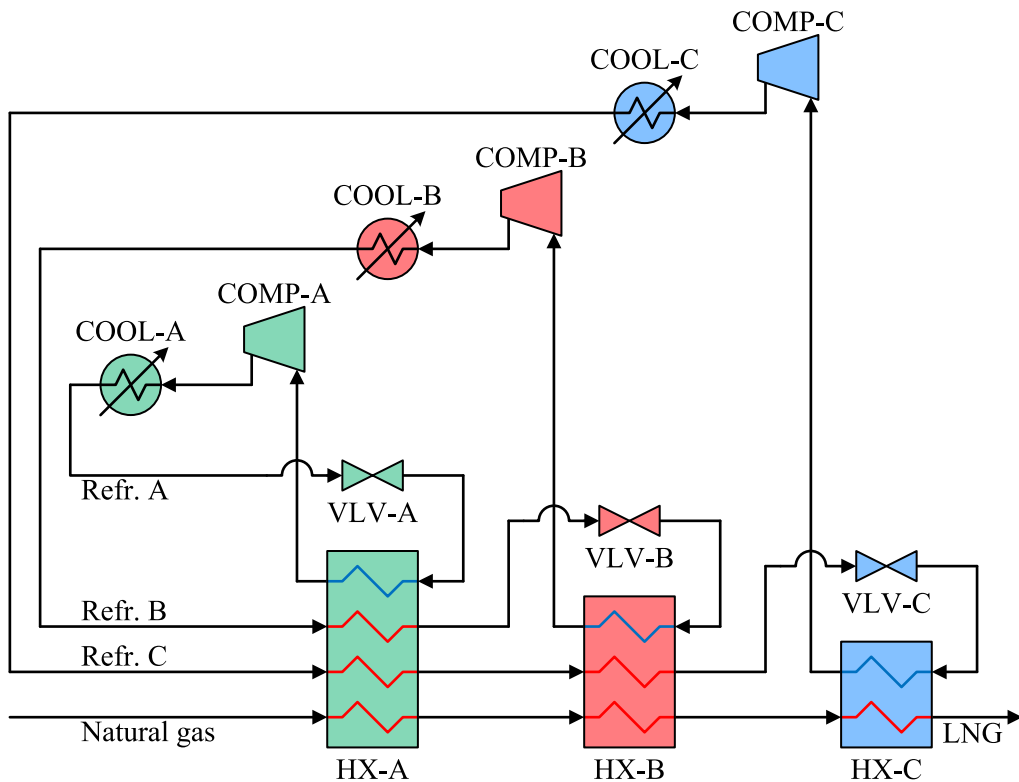 COMP-C
COOL-C
COMP-B
COOL-B
COMP-A
COOL-A
Refr. A
VLV-A
VLV-B
VLV-C
Refr. B
Refr. C
Natural gas
LNG
HX-A
HX-B
HX-C